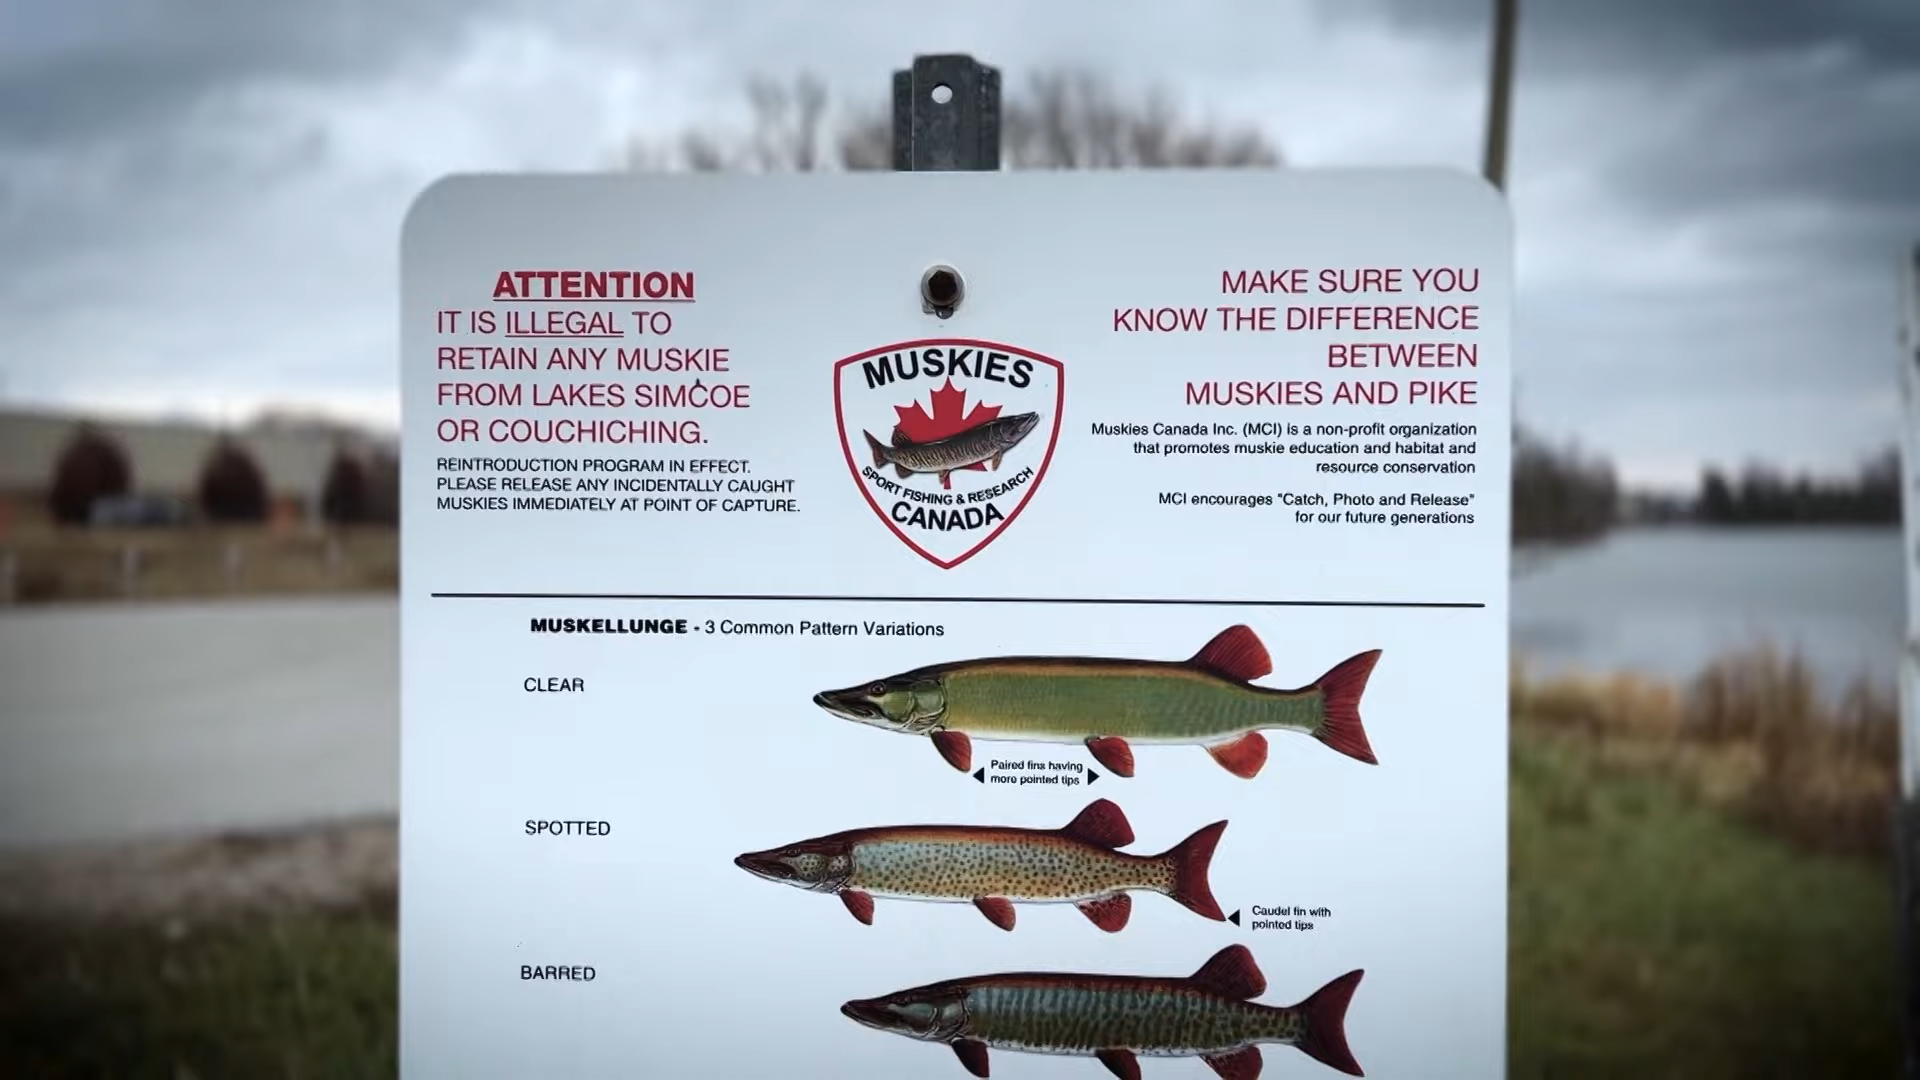 ATTENTION
IT IS ILLEGAL TO
RETAIN ANY MUSKIE
FROM LAKES SIMCOE
OR COUCHICHING.
REINTRODUCTION PROGRAM IN EFFECT.
PLEASE RELEASE ANY INCIDENTALLY CAUGHT
MUSKIES IMMEDIATELY AT POINT OF CAPTURE.
MUSKIES
SPORT FISHING & RESEARCH
CANADA
MAKE SURE YOU
KNOW THE DIFFERENCE
BETWEEN
MUSKIES AND PIKE
Muskies Canada Inc. (MCI) is a non-profit organization
that promotes muskie education and habitat and
resource conservation
MCI encourages "Catch, Photo and Release"
for our future generations
MUSKELLUNGE - 3 Common Pattern Variations
CLEAR
Paired fins having
more pointed tips
SPOTTED
Caudel fin with
pointed tips
BARRED